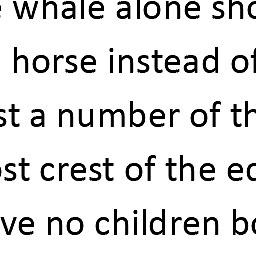 whale alone sho
horse instead of
st a number of th
ost crest of the ed
ve no children bo